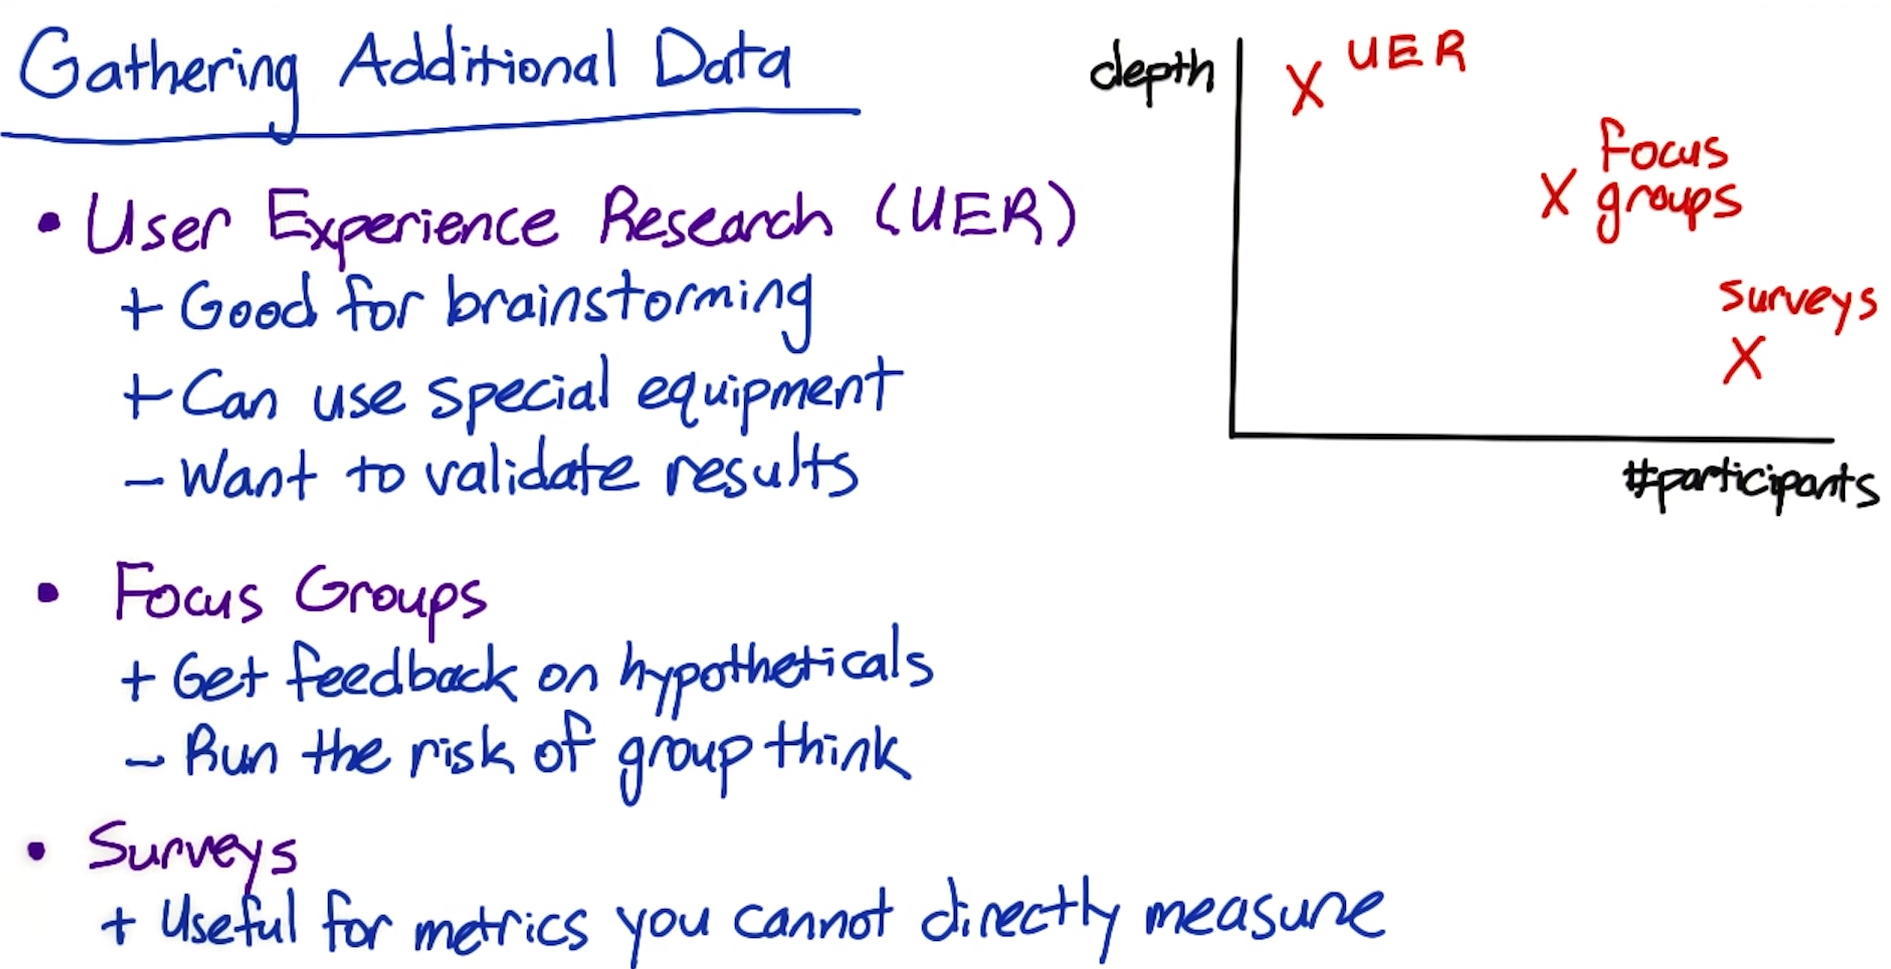 Gathering Additional Data
• User Experience Research (UER)
+ Good for brainstorming
+ Can use special equipment
- Want to validate results
• Focus Groups
+ Get feedback on hypotheticals
- Run the risk of group think
• Surveys
+ Useful for metrics you cannot directly measure
depth
X UER
X Focus
groups
surveys
X
#participants